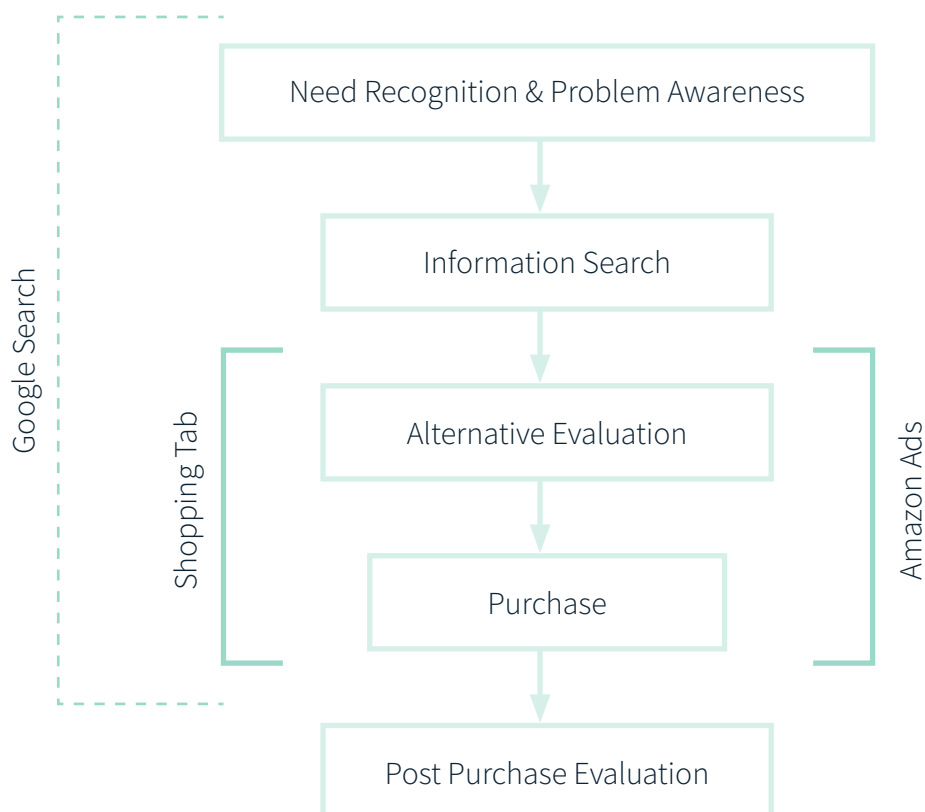 Need Recognition & Problem Awareness
Information Search
Google Search
Shopping Tab
Alternative Evaluation
Amazon Ads
Purchase
Post Purchase Evaluation